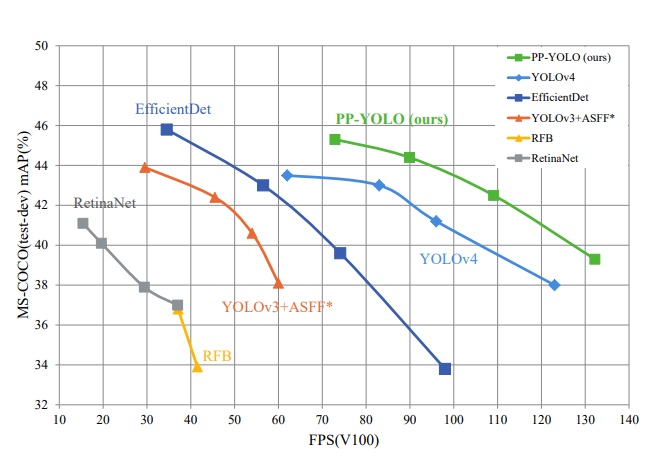 50
48
46
44
42
40
38
36
34
32
MS-COCO(test-dev) mAP(%)
10 20 30 40 50 60 70 80 90 100 110 120 130 140
FPS(V100)
EfficientDet
PP-YOLO (ours)
RetinaNet
YOLOv4
YOLOv3+ASFF*
RFB
PP-YOLO (ours)
YOLOv4
EfficientDet
YOLOv3+ASFF*
RFB
RetinaNet